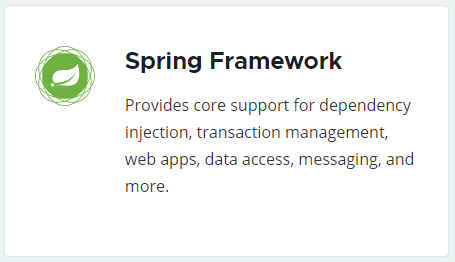 Spring Framework
Provides core support for dependency
injection, transaction management,
web apps, data access, messaging, and
more.